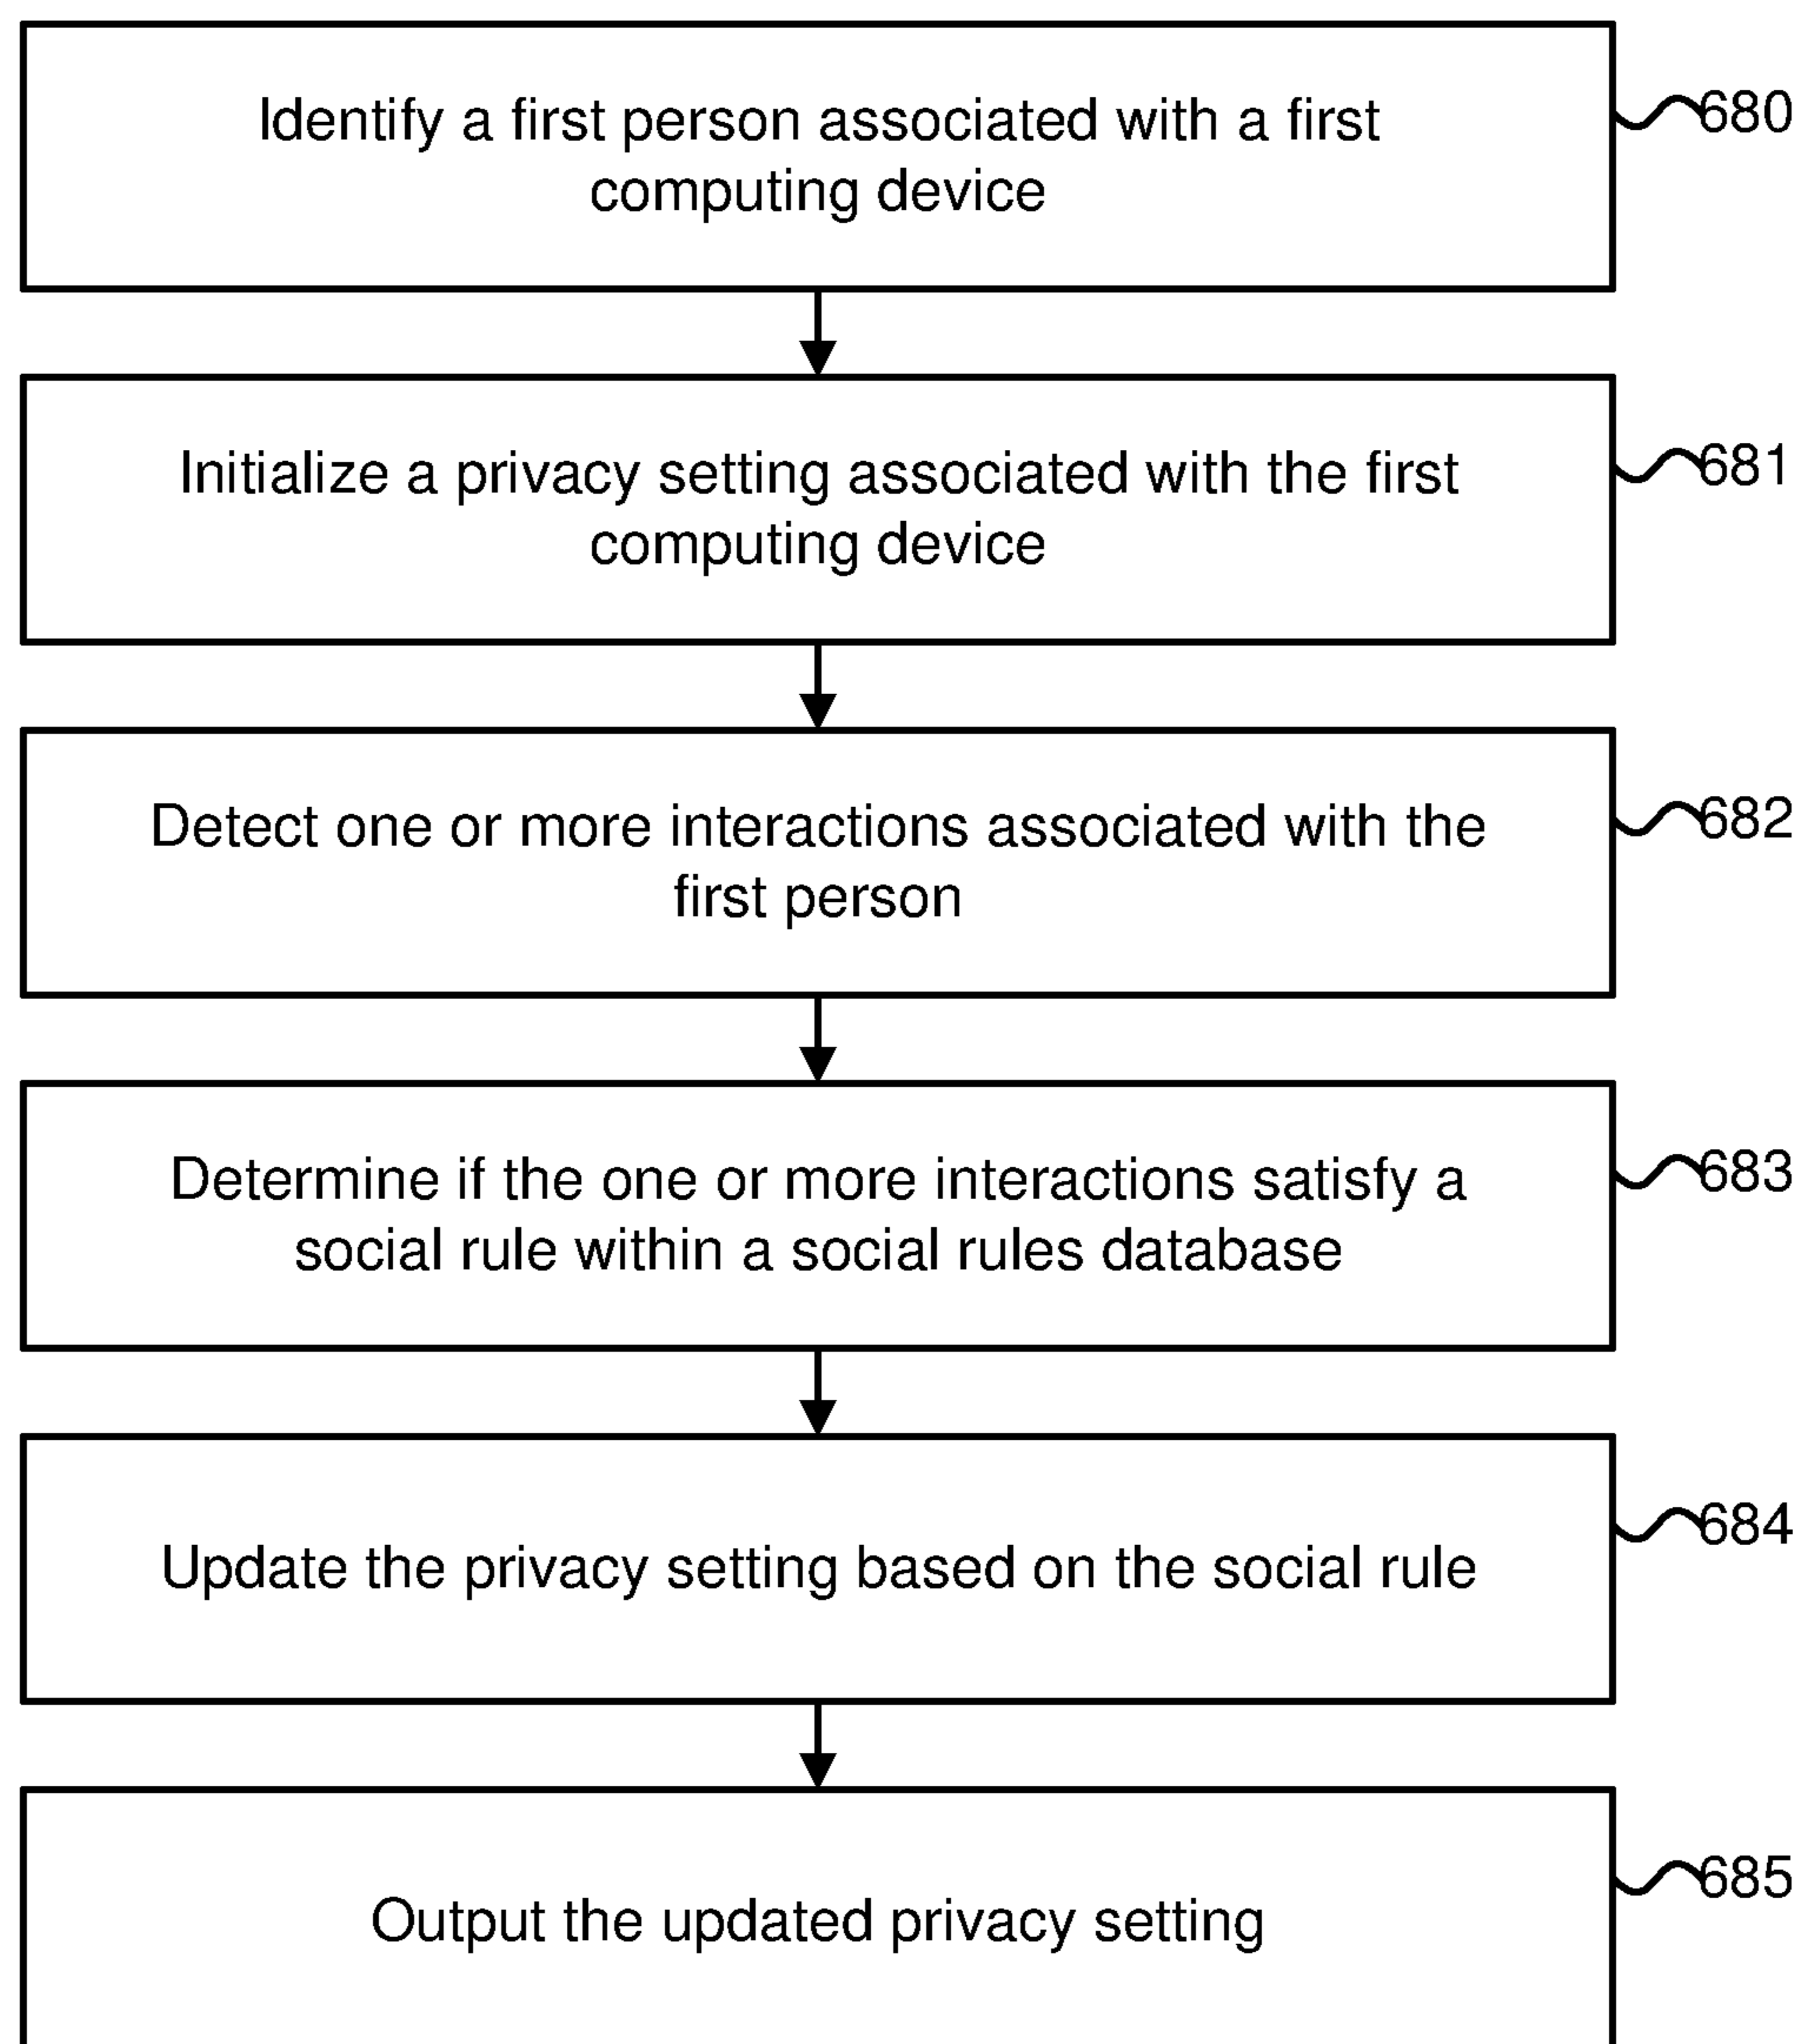 Identify a first person associated with a first
computing device
680
Initialize a privacy setting associated with the first
computing device
681
Detect one or more interactions associated with the
first person
682
Determine if the one or more interactions satisfy a
social rule within a social rules database
683
Update the privacy setting based on the social rule
684
Output the updated privacy setting
685